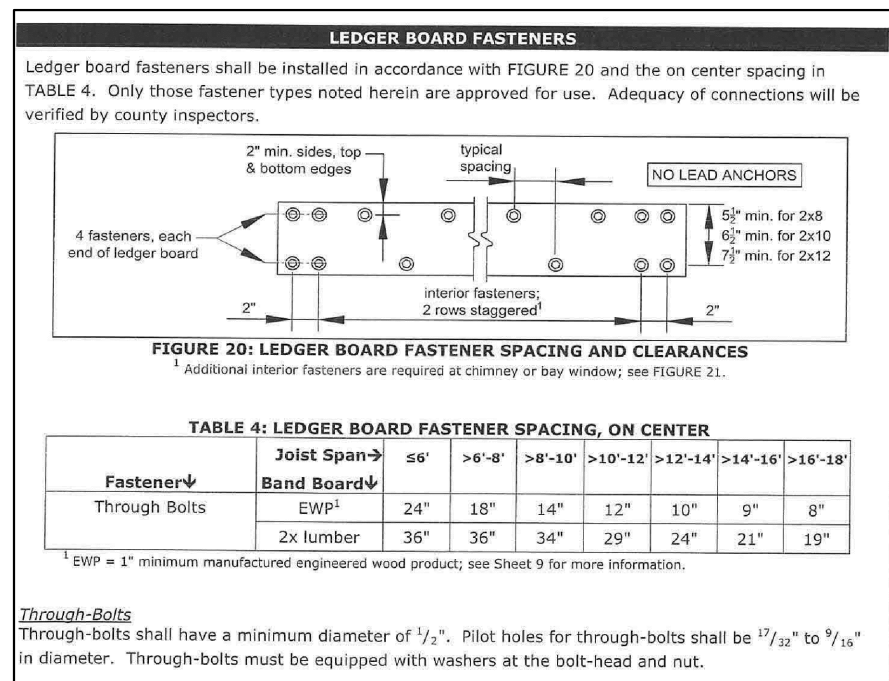 LEDGER BOARD FASTENERS
Ledger board fasteners shall be installed in accordance with FIGURE 20 and the on center spacing in
TABLE 4. Only those fastener types noted herein are approved for use. Adequacy of connections will be
verified by county inspectors.
2" min. sides, top
& bottom edges
typical
spacing
NO LEAD ANCHORS
4 fasteners, each
end of ledger board
5½" min. for 2x8
6½" min. for 2x10
7½" min. for 2x12
2"
interior fasteners;
2 rows staggered¹
2"
FIGURE 20: LEDGER BOARD FASTENER SPACING AND CLEARANCES
¹ Additional interior fasteners are required at chimney or bay window; see FIGURE 21.
TABLE 4: LEDGER BOARD FASTENER SPACING, ON CENTER
Joist Span→ ≤6' >6'-8' >8'-10' >10'-12' >12'-14' >14'-16' >16'-18'
Fastener↓ Band Board↓
Through Bolts EWP¹ 24" 18" 14" 12" 10" 9" 8"
2x lumber 36" 36" 34" 29" 24" 21" 19"
¹ EWP = 1" minimum manufactured engineered wood product; see Sheet 9 for more information.
Through-Bolts
Through-bolts shall have a minimum diameter of ¹/₂". Pilot holes for through-bolts shall be ¹⁷/₃₂" to ⁹/₁₆"
in diameter. Through-bolts must be equipped with washers at the bolt-head and nut.